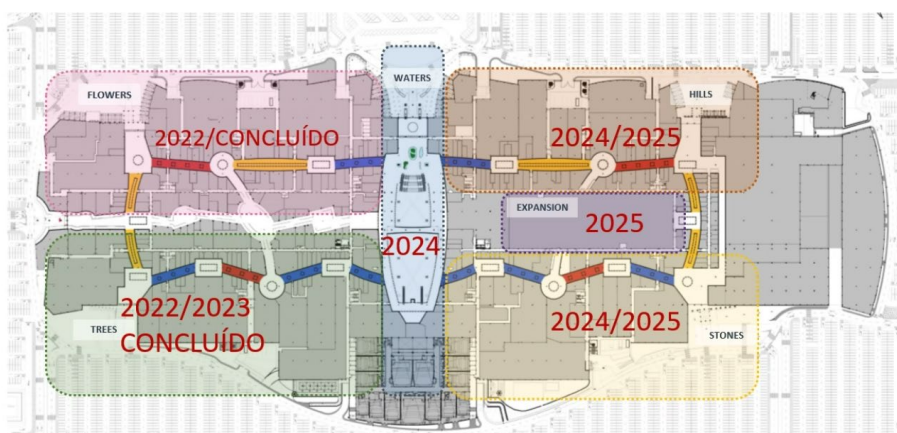 WATERS
FLOWERS
HILLS
2022/CONCLUÍDO
2024/2025
EXPANSION
2025
2024
2022/2023
CONCLUÍDO
TREES
2024/2025
STONES